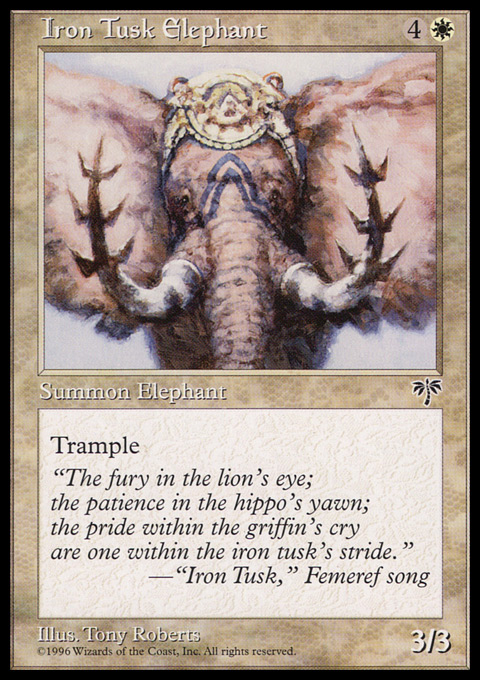 Iron Tusk Elephant 4
Summon Elephant
Trample
“The fury in the lion’s eye;
the patience in the hippo’s yawn;
the pride within the griffin’s cry
are one within the iron tusk’s stride.”
—“Iron Tusk,” Femeref song
Illus. Tony Roberts
3/3
©1996 Wizards of the Coast, Inc. All rights reserved.